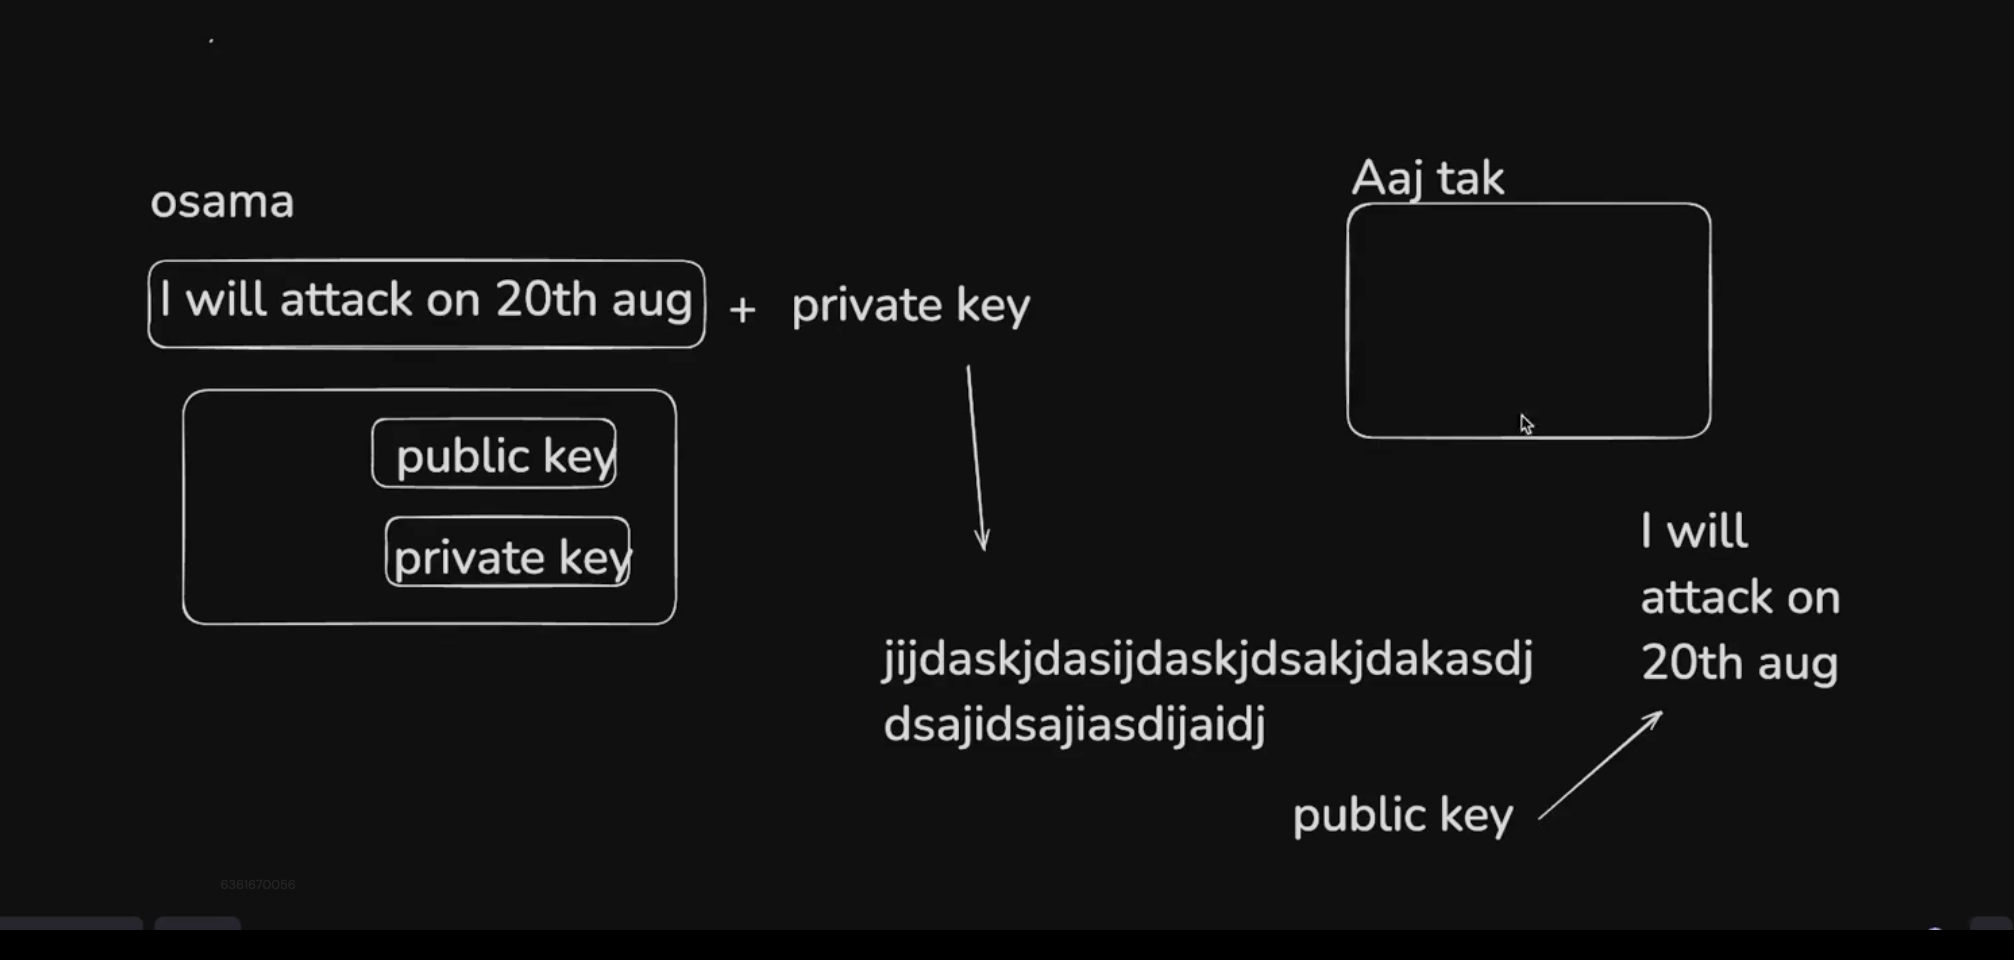 osama
I will attack on 20th aug
+ private key
public key
private key
Aaj tak
jijdaskjdasijdaskjdsakjdakasdj
dsajidsajiasdijaidj
I will
attack on
20th aug
public key
6361670056